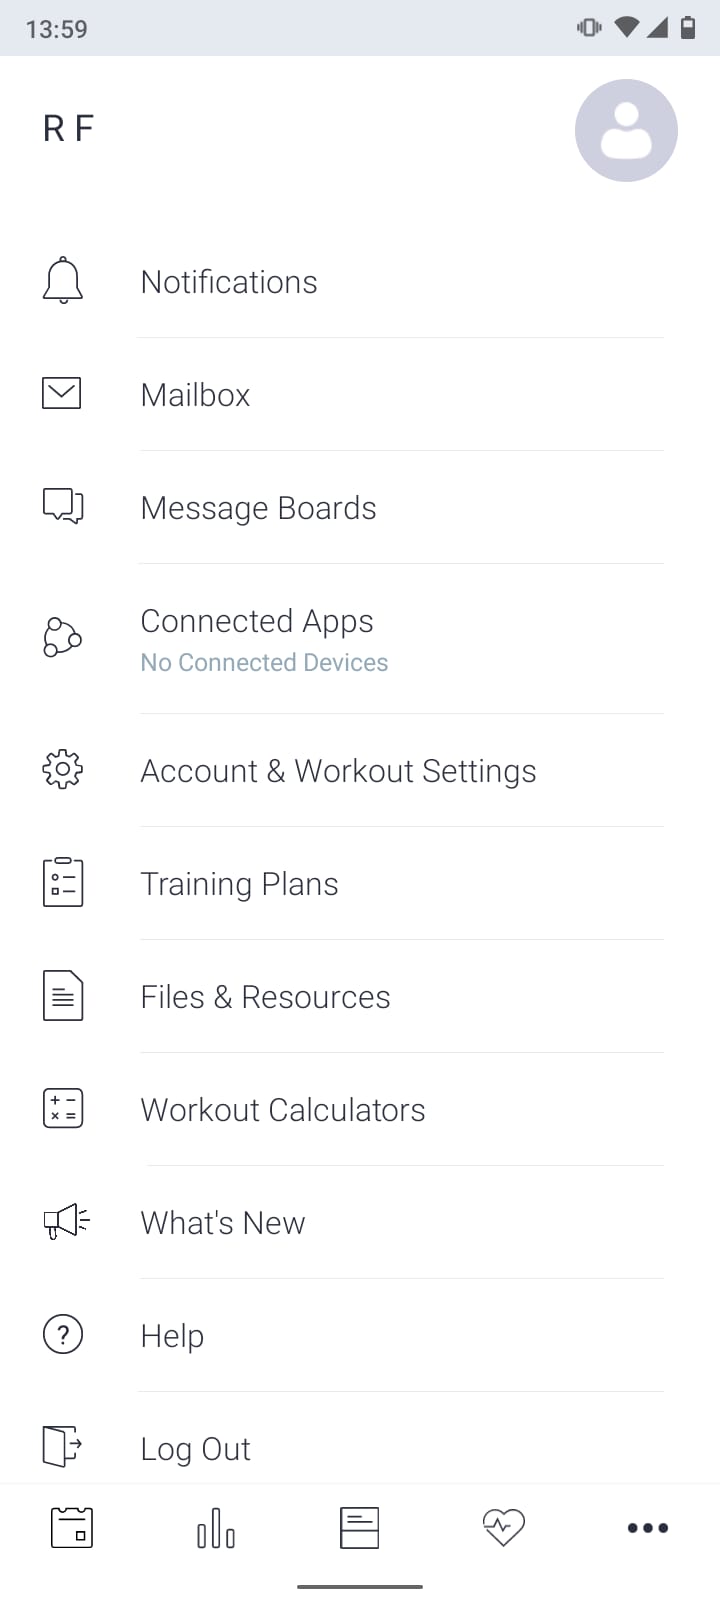 13:59
R F
Notifications
Mailbox
Message Boards
Connected Apps
No Connected Devices
Account & Workout Settings
Training Plans
Files & Resources
Workout Calculators
What's New
Help
Log Out